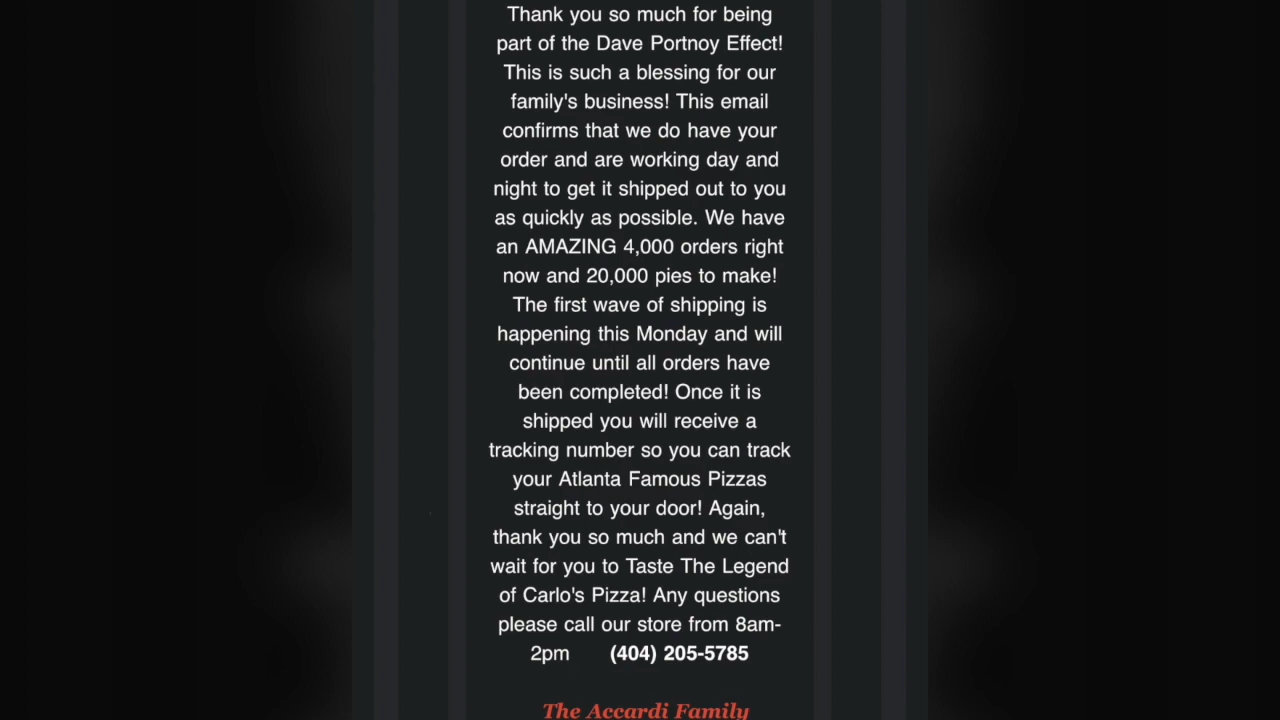 Thank you so much for being
part of the Dave Portnoy Effect!
This is such a blessing for our
family's business! This email
confirms that we do have your
order and are working day and
night to get it shipped out to you
as quickly as possible. We have
an AMAZING 4,000 orders right
now and 20,000 pies to make!
The first wave of shipping is
happening this Monday and will
continue until all orders have
been completed! Once it is
shipped you will receive a
tracking number so you can track
your Atlanta Famous Pizzas
straight to your door! Again,
thank you so much and we can't
wait for you to Taste The Legend
of Carlo's Pizza! Any questions
please call our store from 8am-
2pm (404) 205-5785
The Accardi Family